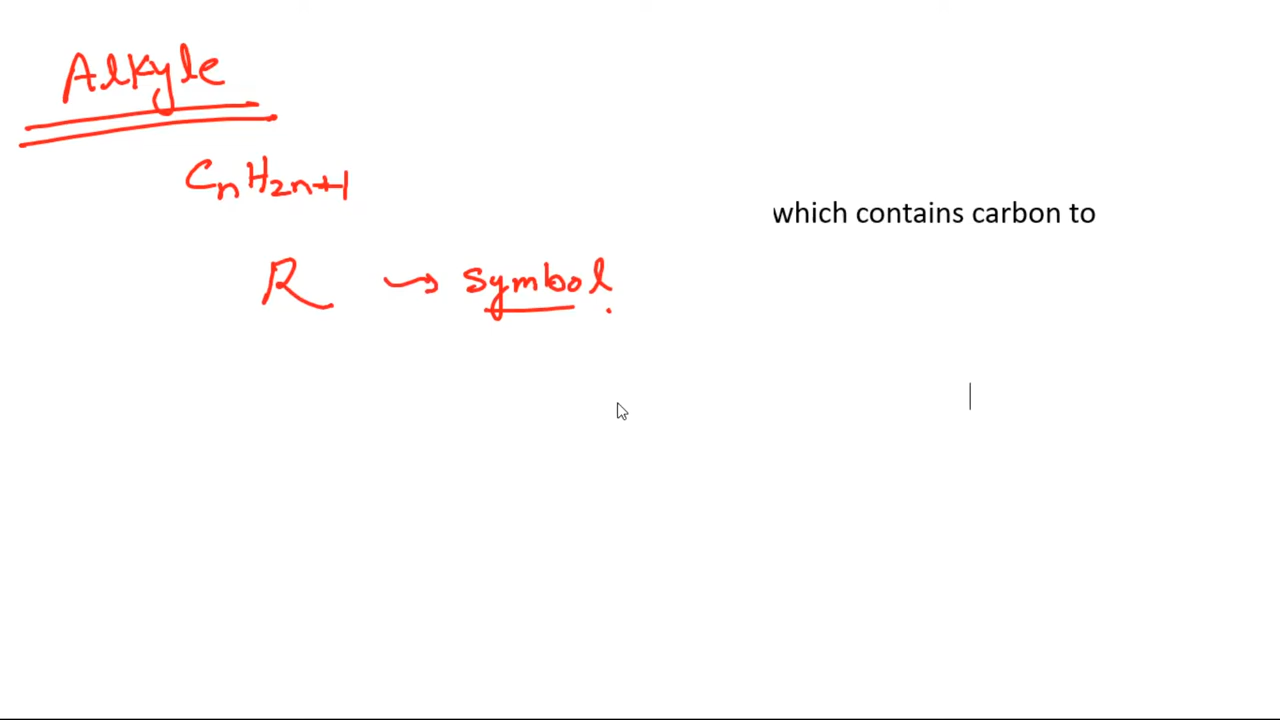 Alkyle
CnH2n+1
which contains carbon to
R → symbol.